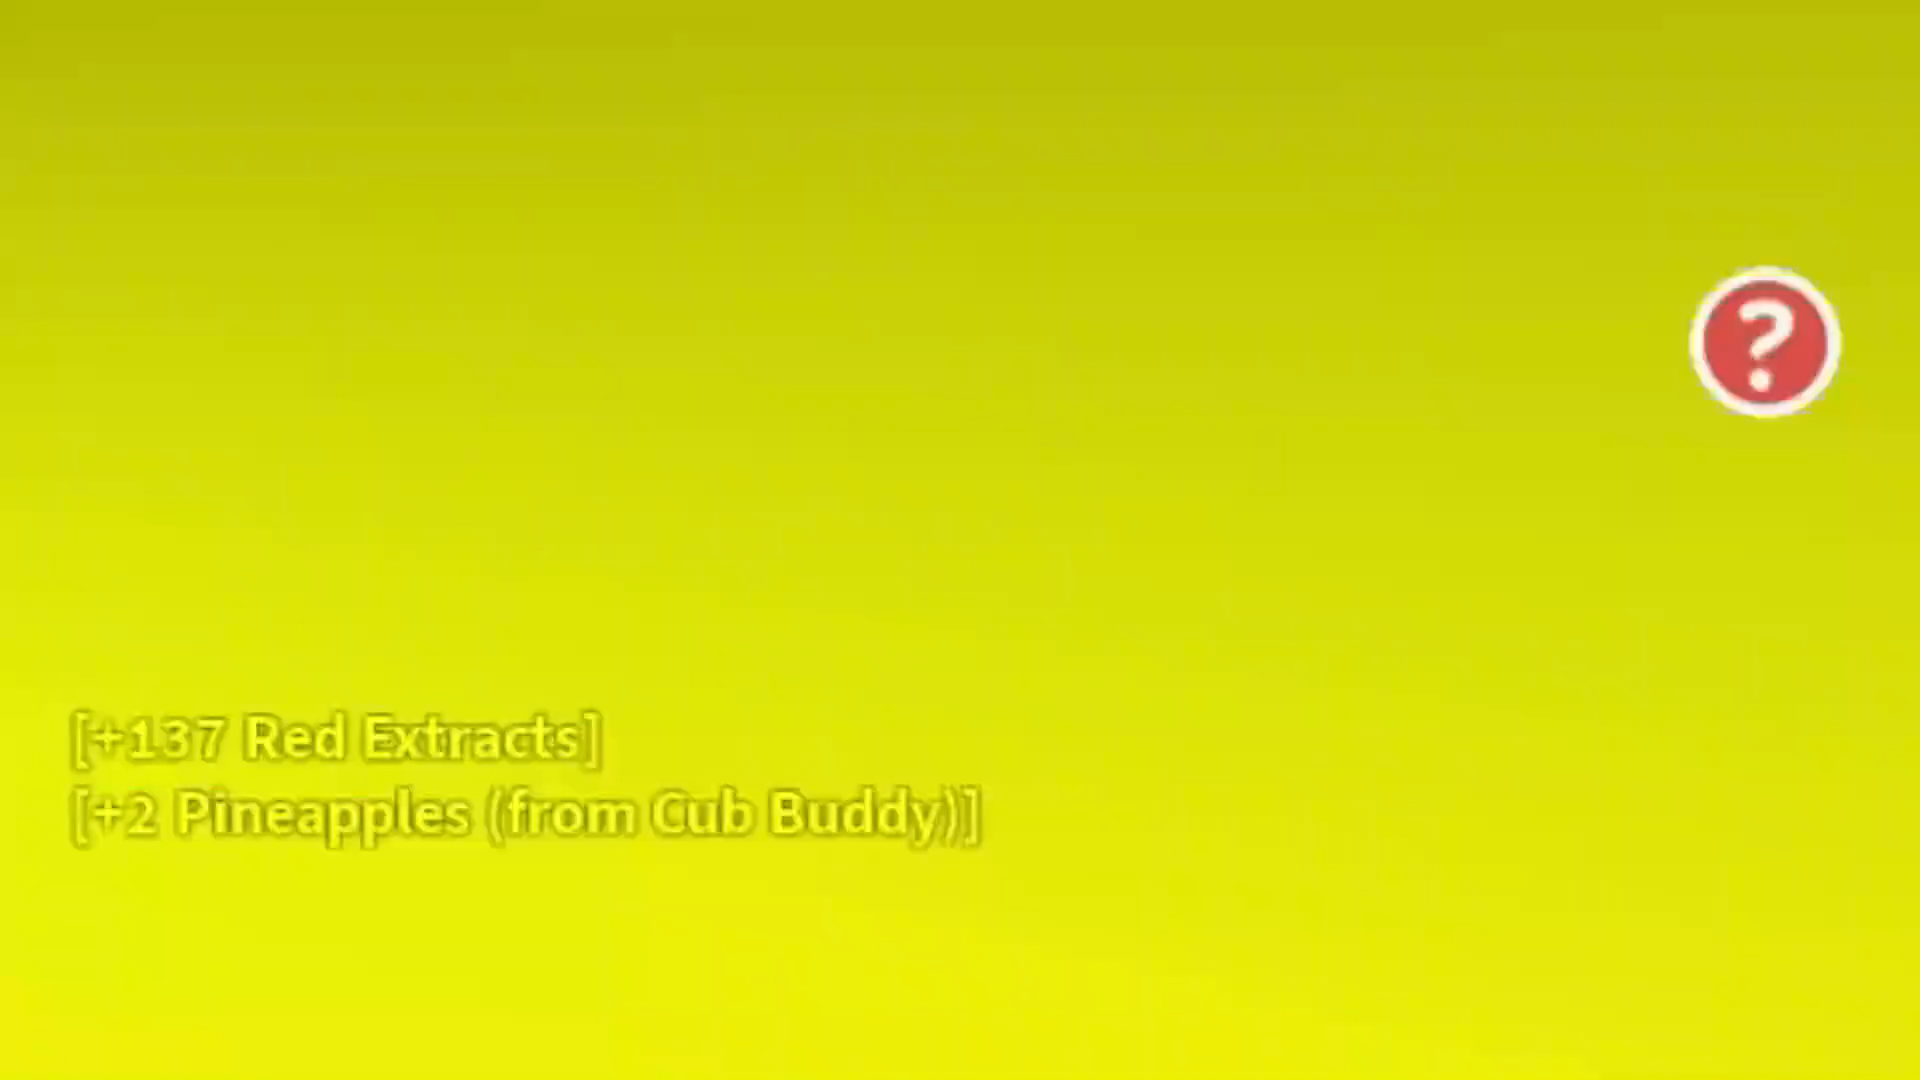 ?
[+137 Red Extracts]
[+2 Pineapples (from Cub Buddy)]